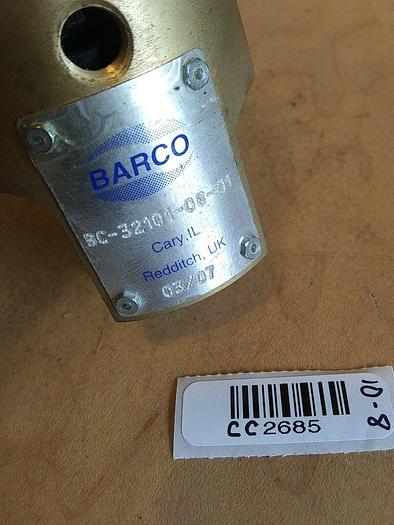 BARCO
BC-32101-08-01
Cary, IL
Redditch, UK
03/07
CC2685
8-01